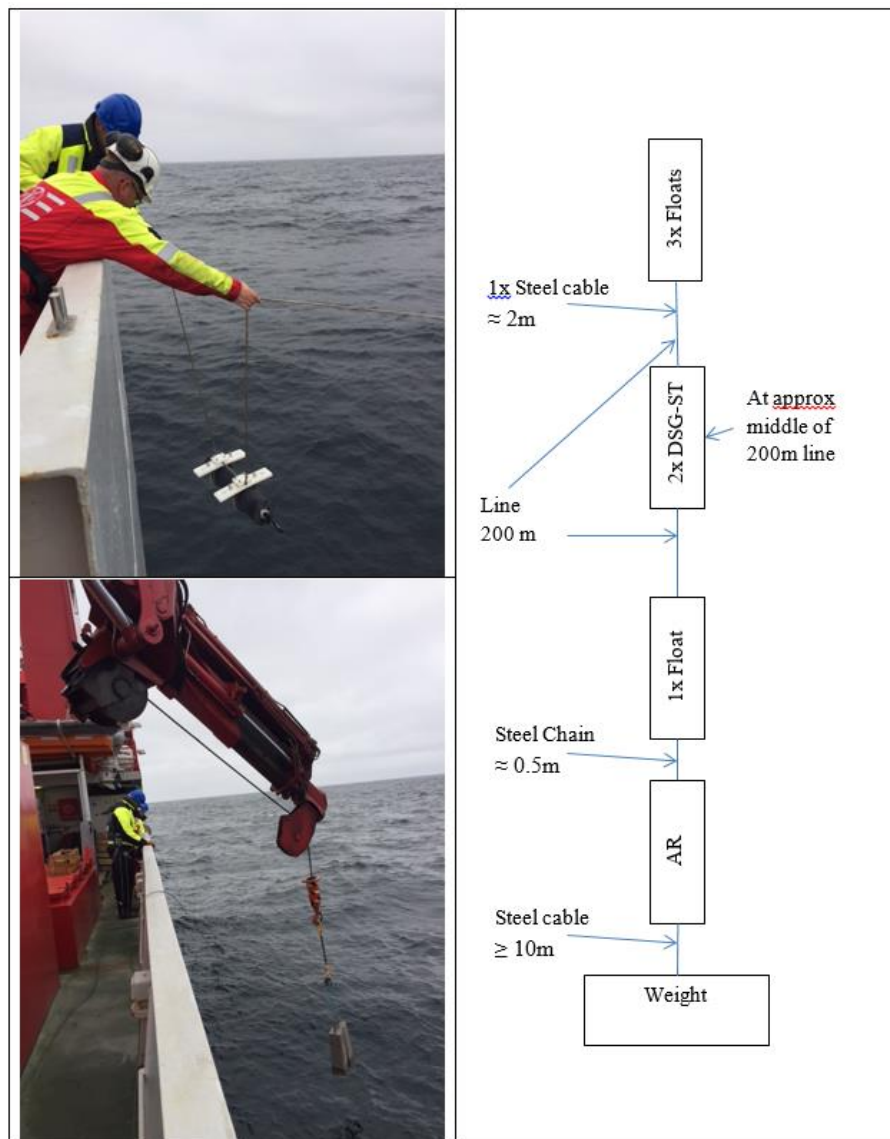 3x Floats
1x Steel cable
≈ 2m
2x DSG-ST
At approx
middle of
200m line
Line
200 m
1x Float
Steel Chain
≈ 0.5m
AR
Steel cable
≥ 10m
Weight